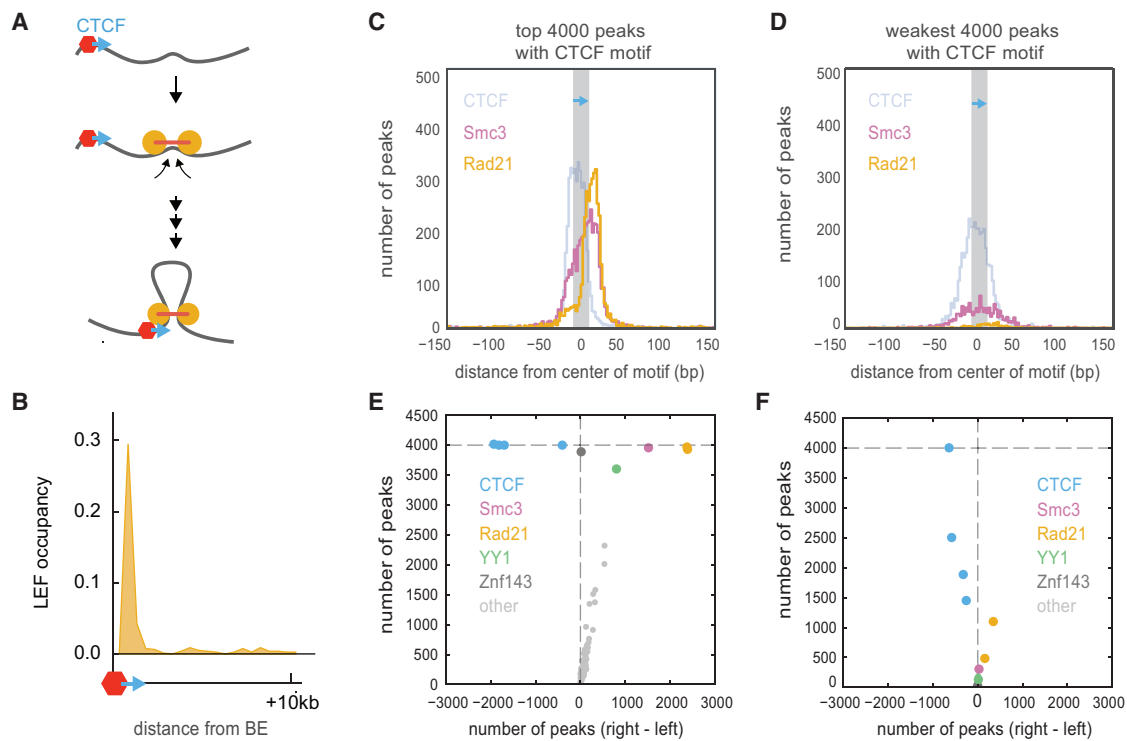 A
CTCF
B
LEF occupancy
0.3
0.2
0.1
0.0
+10kb
distance from BE
C
top 4000 peaks
with CTCF motif
number of peaks
500
400
300
200
100
0
CTCF
Smc3
Rad21
−150
−100
−50
0
50
100
150
distance from center of motif (bp)
D
weakest 4000 peaks
with CTCF motif
number of peaks
500
400
300
200
100
0
CTCF
Smc3
Rad21
−150
−100
−50
0
50
100
150
distance from center of motif (bp)
E
number of peaks
4500
4000
3500
3000
2500
2000
1500
1000
500
0
CTCF
Smc3
Rad21
YY1
Znf143
other
−3000
−2000
−1000
0
1000
2000
3000
number of peaks (right - left)
F
number of peaks
4500
4000
3500
3000
2500
2000
1500
1000
500
0
CTCF
Smc3
Rad21
YY1
Znf143
other
−3000
−2000
−1000
0
1000
2000
3000
number of peaks (right - left)